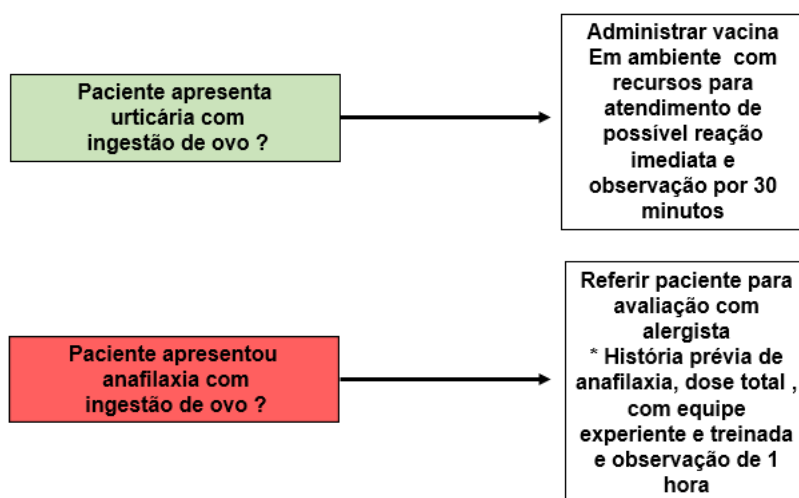 Paciente apresenta
urticária com
ingestão de ovo ?
Administrar vacina
Em ambiente com
recursos para
atendimento de
possível reação
imediata e
observação por 30
minutos
Paciente apresentou
anafilaxia com
ingestão de ovo ?
Referir paciente para
avaliação com
alergista
* História prévia de
anafilaxia, dose total ,
com equipe
experiente e treinada
e observação de 1
hora